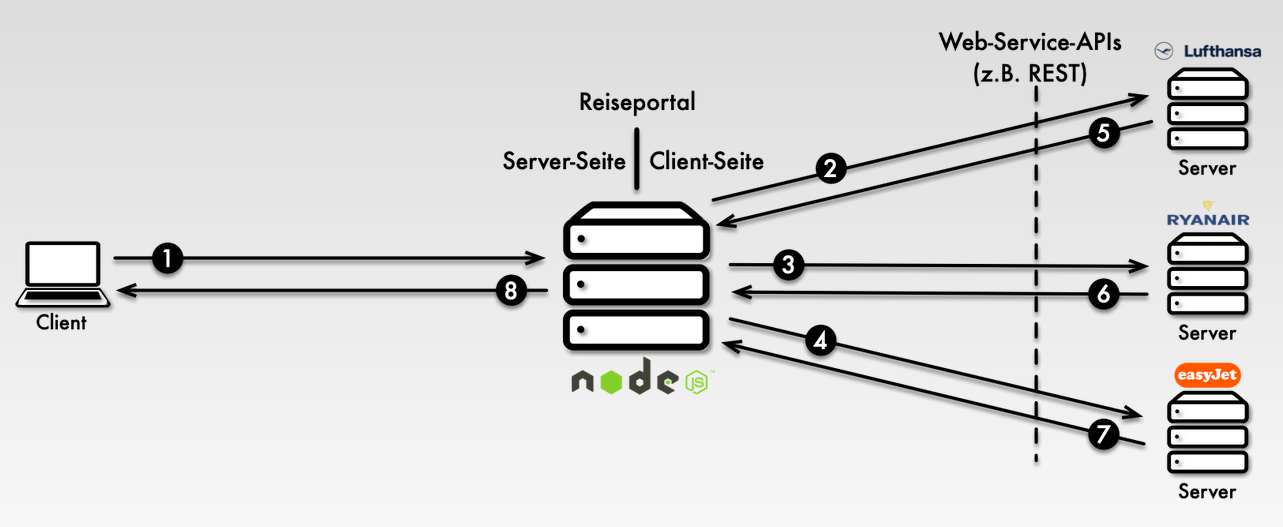 Web-Service-APIs
(z.B. REST)
Lufthansa
Reiseportal
Server-Seite
Client-Seite
Server
1
2
3
4
5
6
7
8
RYANAIR
Client
Server
node
JS
™
easyJet
Server